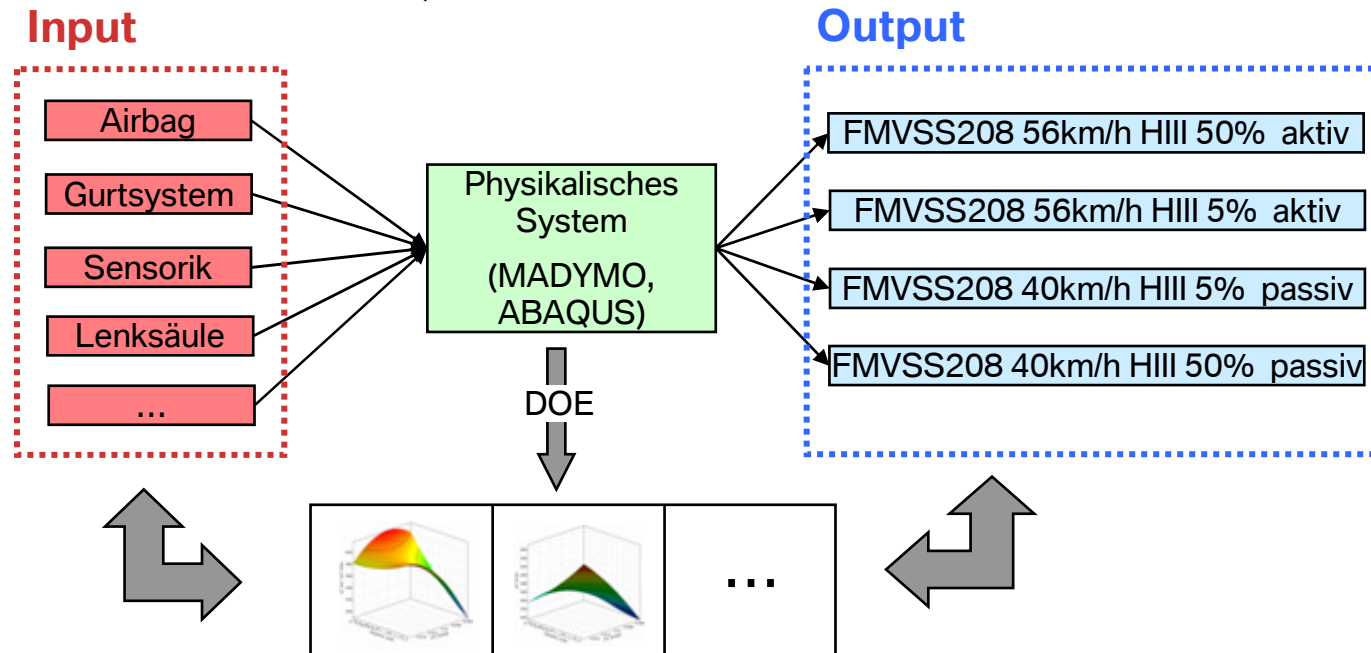 Input
Output
Airbag
Gurtsystem
Sensorik
Lenksäule
...
Physikalisches
System
(MADYMO,
ABAQUS)
FMVSS208 56km/h HIII 50% aktiv
FMVSS208 56km/h HIII 5% aktiv
FMVSS208 40km/h HIII 5% passiv
FMVSS208 40km/h HIII 50% passiv
DOE
...